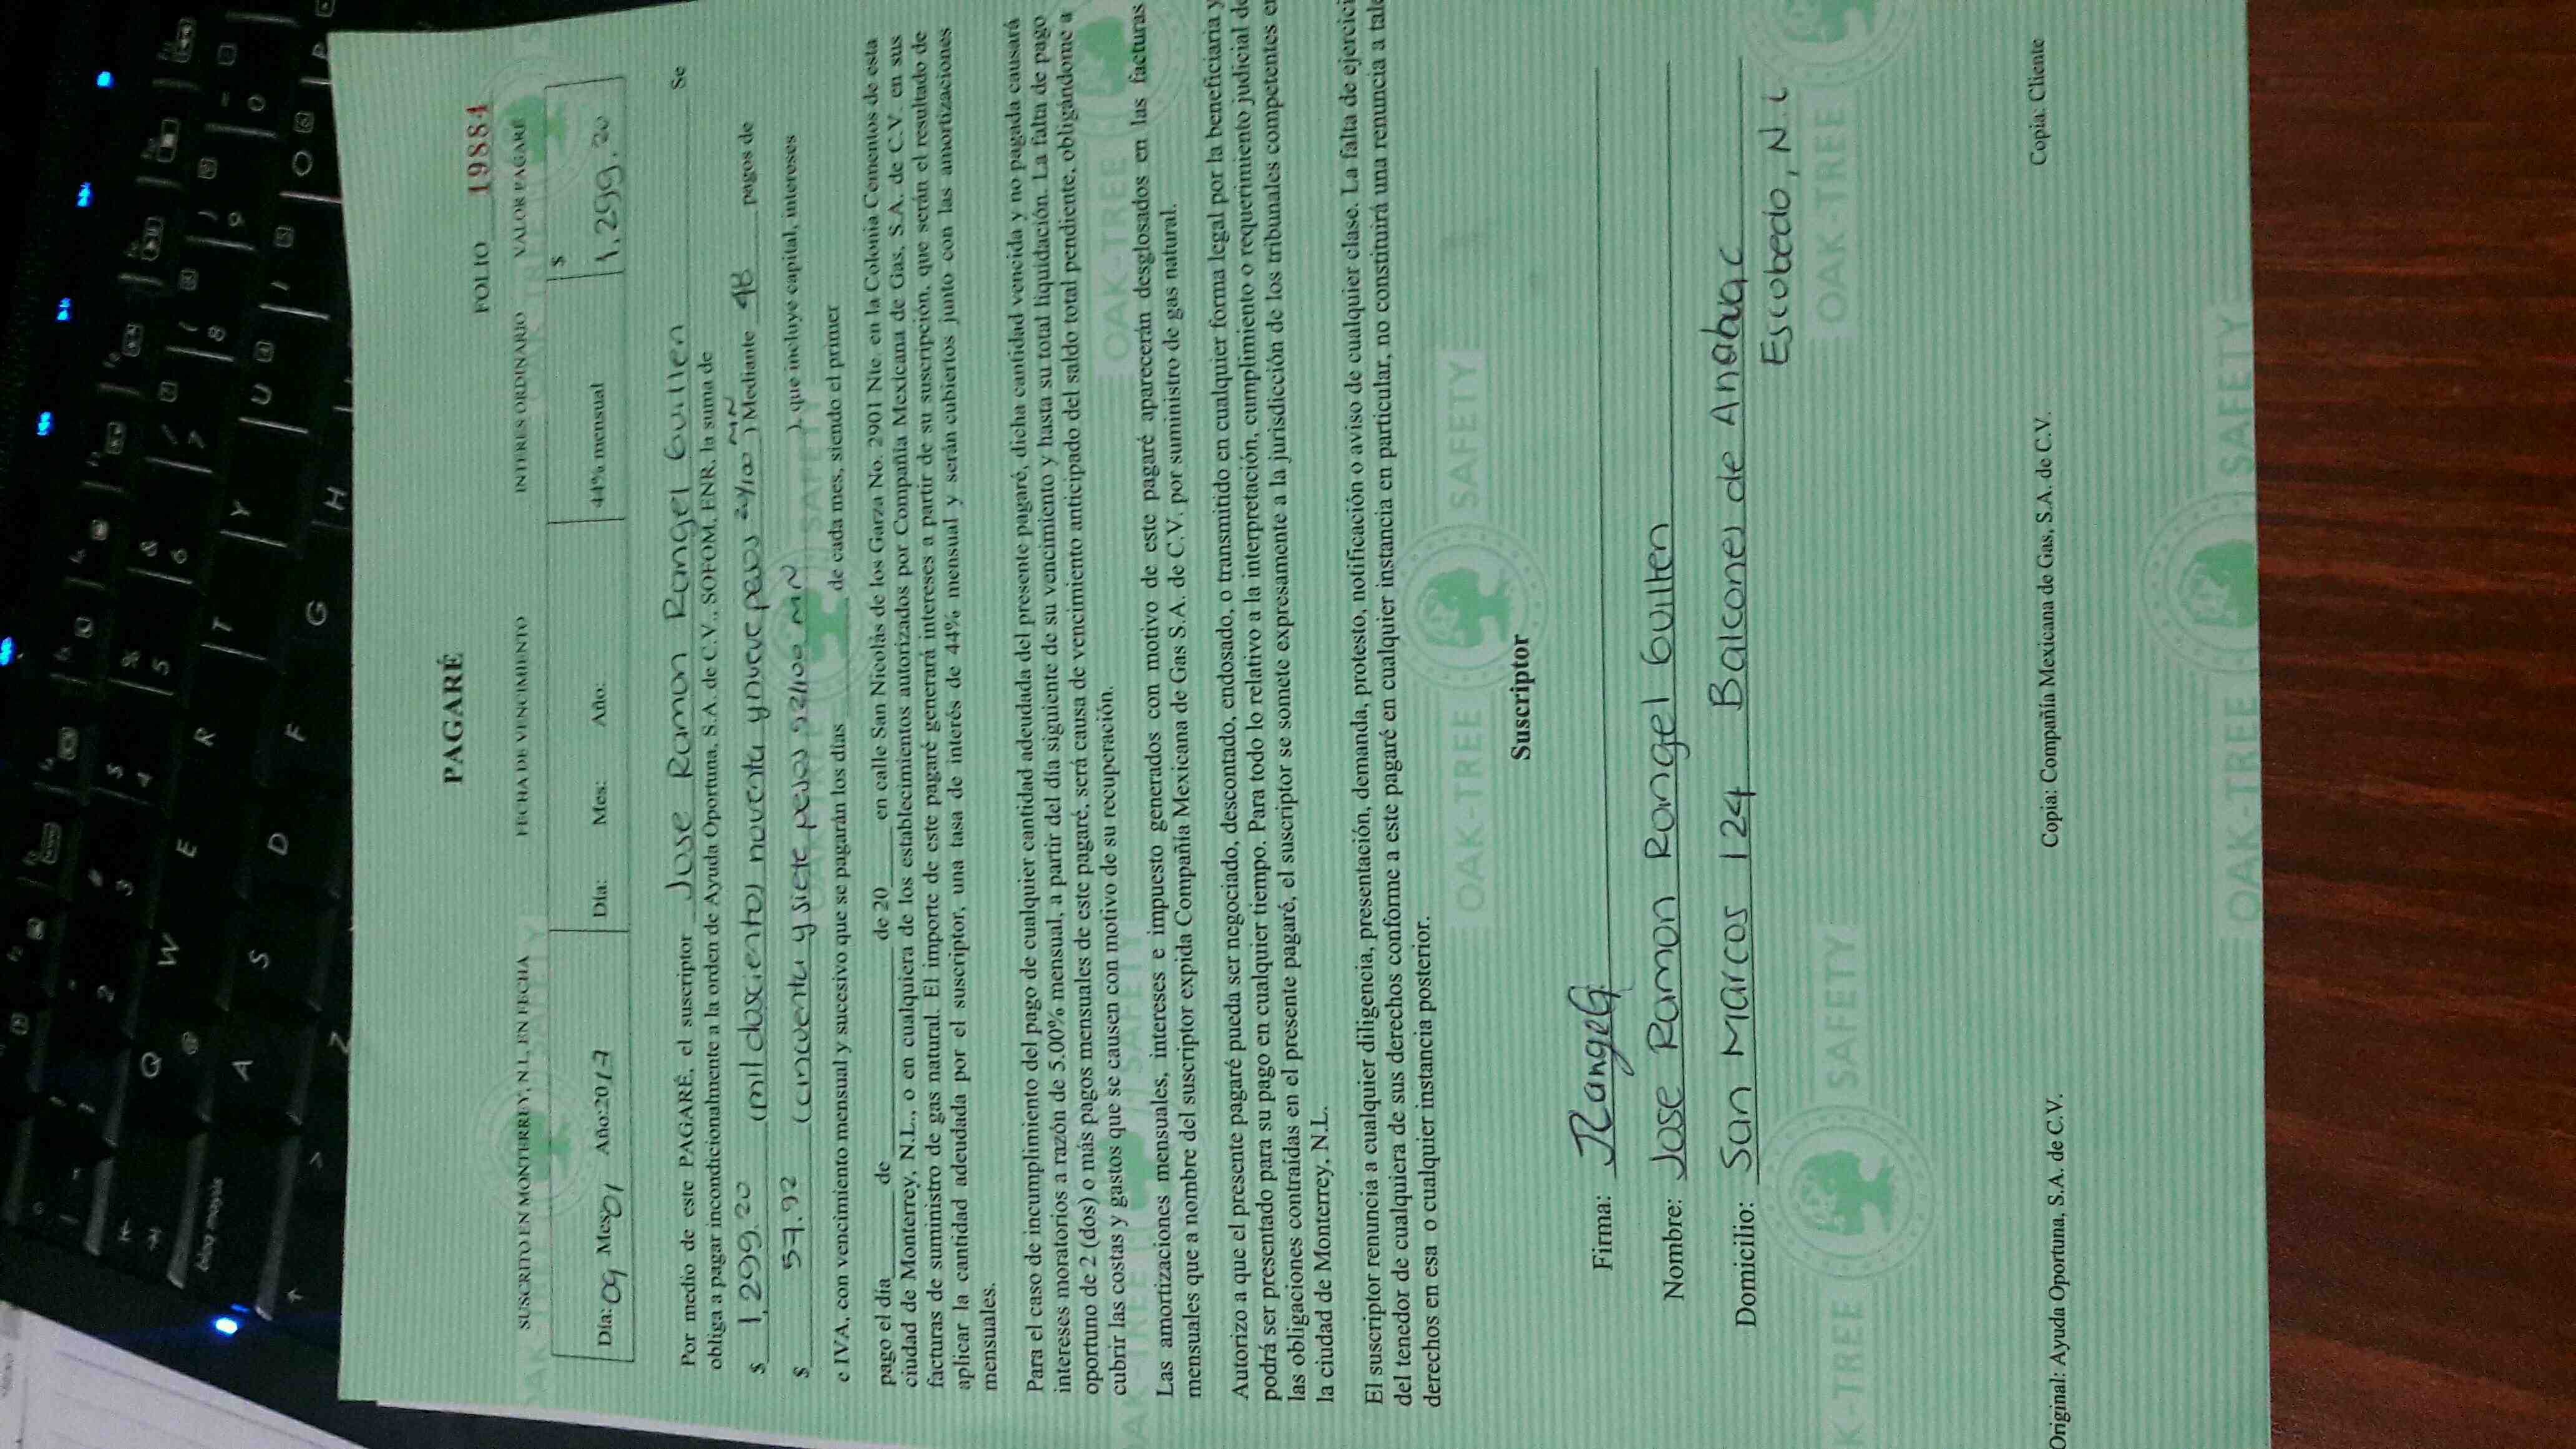 PAGARÉ
FOLIO 19884
SUSCRITO EN MONTERREY, N.L. EN FECHA FECHA DE VENCIMIENTO INTERES ORDINARIO VALOR PAGARÉ
Día: 09 Mes: 01 Año: 2017 Día: Mes: Año: 44% mensual $ 1,299.20
Por medio de este PAGARÉ, el suscriptor Jose Ramon Rangel Guillen Se
obliga a pagar incondicionalmente a la orden de Ayuda Oportuna, S.A. de C.V., SOFOM, ENR, la suma de
$ 1,299.20 (mil doscientos noventa y nueve pesos 20/100 MN) Mediante 48 pagos de
$ 57.92 (cincuenta y siete pesos 92/100 MN), que incluye capital, intereses
e IVA, con vencimiento mensual y sucesivo que se pagarán los días de cada mes, siendo el primer
pago el día de de 20 en calle San Nicolás de los Garza No. 2901 Nte. en la Colonia Cementos de esta
ciudad de Monterrey, N.L., o en cualquiera de los establecimientos autorizados por Compañía Mexicana de Gas, S.A. de C.V. en sus
facturas de suministro de gas natural. El importe de este pagaré generará intereses a partir de su suscripción, que serán el resultado de
aplicar la cantidad adeudada por el suscriptor, una tasa de interés de 44% mensual y serán cubiertos junto con las amortizaciones
mensuales.
Para el caso de incumplimiento del pago de cualquier cantidad adeudada del presente pagaré, dicha cantidad vencida y no pagada causará
intereses moratorios a razón de 5.00% mensual, a partir del día siguiente de su vencimiento y hasta su total liquidación. La falta de pago
oportuno de 2 (dos) o más pagos mensuales de este pagaré, será causa de vencimiento anticipado del saldo total pendiente, obligándome a
cubrir las costas y gastos que se causen con motivo de su recuperación.
Las amortizaciones mensuales, intereses e impuesto generados con motivo de este pagaré aparecerán desglosados en las facturas
mensuales que a nombre del suscriptor expida Compañía Mexicana de Gas S.A. de C.V. por suministro de gas natural.
Autorizo a que el presente pagaré pueda ser negociado, descontado, endosado, o transmitido en cualquier forma legal por la beneficiaria y
podrá ser presentado para su pago en cualquier tiempo. Para todo lo relativo a la interpretación, cumplimiento o requerimiento judicial de
las obligaciones contraídas en el presente pagaré, el suscriptor se somete expresamente a la jurisdicción de los tribunales competentes en
la ciudad de Monterrey, N.L.
El suscriptor renuncia a cualquier diligencia, presentación, demanda, protesto, notificación o aviso de cualquier clase. La falta de ejercici
del tenedor de cualquiera de sus derechos conforme a este pagaré en cualquier instancia en particular, no constituirá una renuncia a tale
derechos en esa o cualquier instancia posterior.
Suscriptor
Firma: JRangelG
Nombre: Jose Ramon Rangel Guillen
Domicilio: San Marcos 124 Balcones de Anahuac
Escobedo, N.L
Original: Ayuda Oportuna, S.A. de C.V. Copia: Compañía Mexicana de Gas, S.A. de C.V. Copia: Cliente
OAK-TREE SAFETY